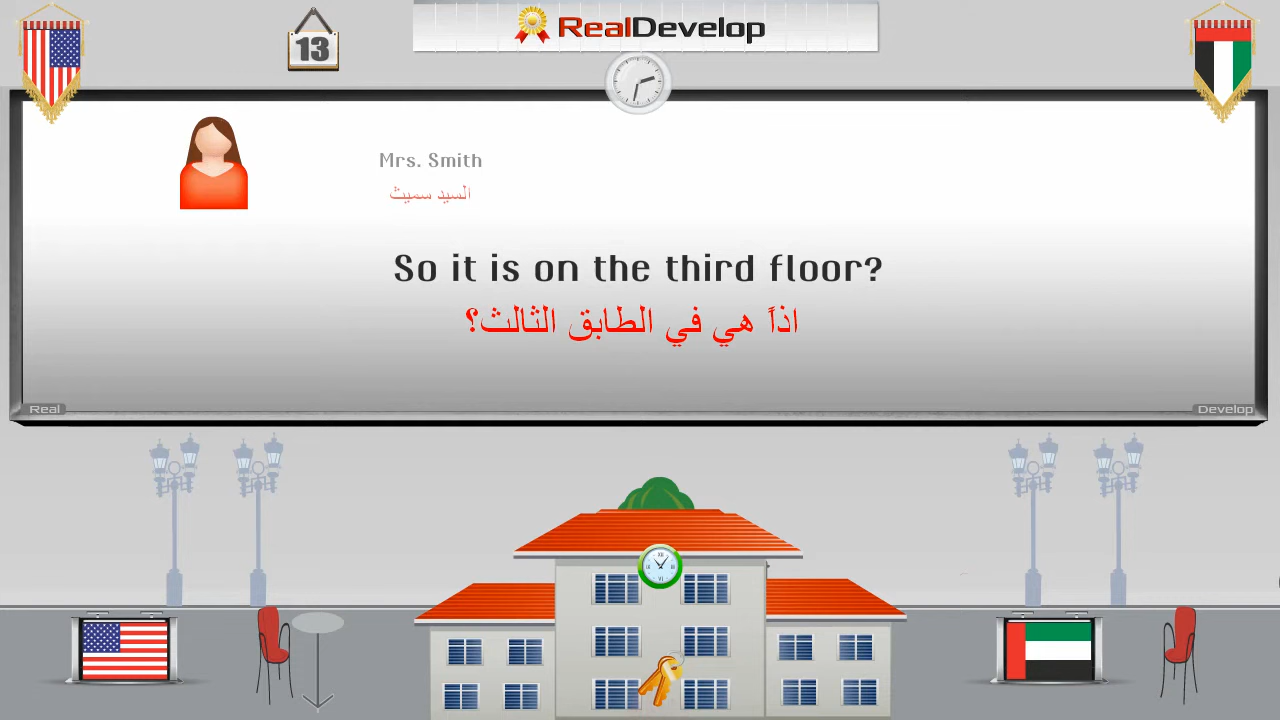 13
RealDevelop
Mrs. Smith
السيد سميث
So it is on the third floor?
اذاً هي في الطابق الثالث؟
Real
Develop